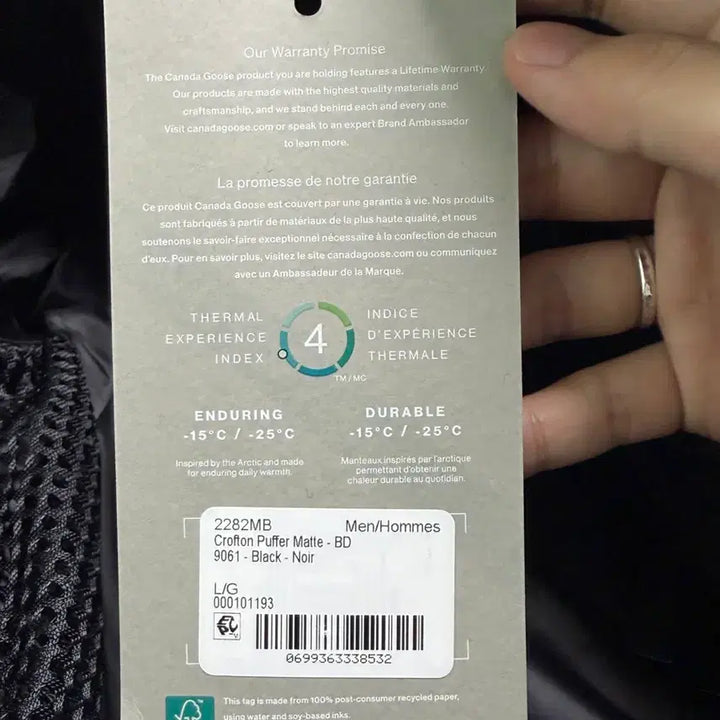 Our Warranty Promise
The Canada Goose product you are holding features a Lifetime Warranty.
Our products are made with the highest quality materials and
craftsmanship, and we stand behind each and every one.
Visit canadagoose.com or speak to an expert Brand Ambassador
to learn more.
La promesse de notre garantie
Ce produit Canada Goose est couvert par une garantie à vie. Nos produits
sont fabriqués à partir de matériaux de la plus haute qualité, et nous
soutenons le savoir-faire exceptionnel nécessaire à la confection de chacun
d'eux. Pour en savoir plus, visitez le site canadagoose.com ou communiquez
avec un Ambassadeur de la Marque.
THERMAL
EXPERIENCE
INDEX
4
TM/MC
INDICE
D'EXPÉRIENCE
THERMALE
ENDURING
-15°C / -25°C
Inspired by the Arctic and made
for enduring daily warmth.
DURABLE
-15°C / -25°C
Manteaux inspirés par l'arctique
permettant d'obtenir une
chaleur durable au quotidien.
2282MB Men/Hommes
Crofton Puffer Matte - BD
9061 - Black - Noir
L/G
000101193
0699363338532
This tag is made from 100% post-consumer recycled paper,
using water and soy-based inks.